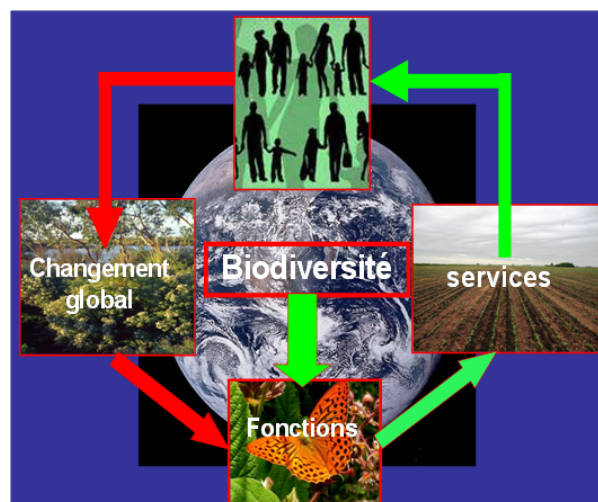 Changement
global
Biodiversité
services
Fonctions